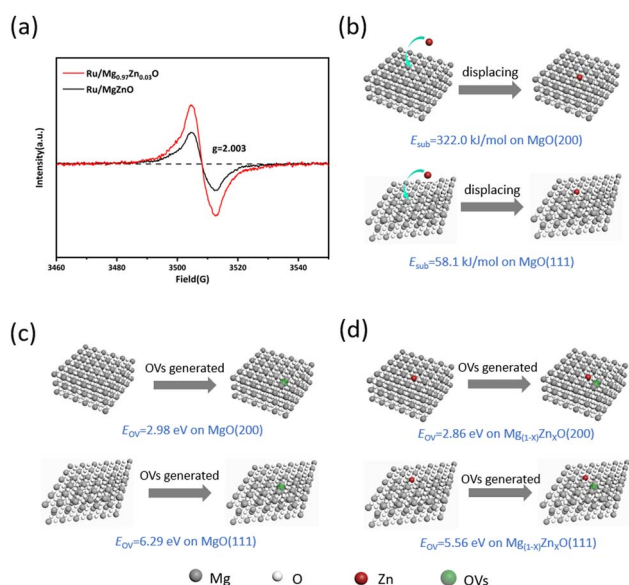 (a)
Ru/Mg0.97Zn0.03O
Ru/MgZnO
g=2.003
Intensity(a.u.)
3460 3480 3500 3520 3540
Field(G)
(b)
displacing
Esub=322.0 kJ/mol on MgO(200)
displacing
Esub=58.1 kJ/mol on MgO(111)
(c)
OVs generated
EOV=2.98 eV on MgO(200)
OVs generated
EOV=6.29 eV on MgO(111)
(d)
OVs generated
EOV=2.86 eV on Mg(1-X)ZnXO(200)
OVs generated
EOV=5.56 eV on Mg(1-X)ZnXO(111)
Mg O Zn OVs